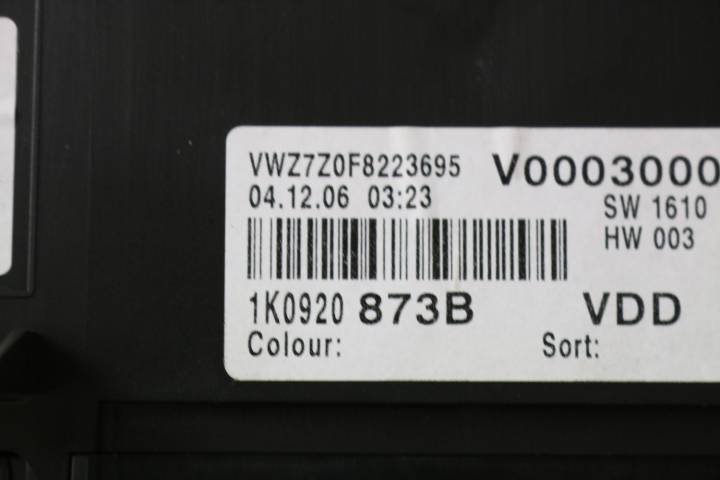 VWZ7Z0F8223695 V0003000
04.12.06 03:23 SW 1610
HW 003
1K0920 873B VDD
Colour: Sort: